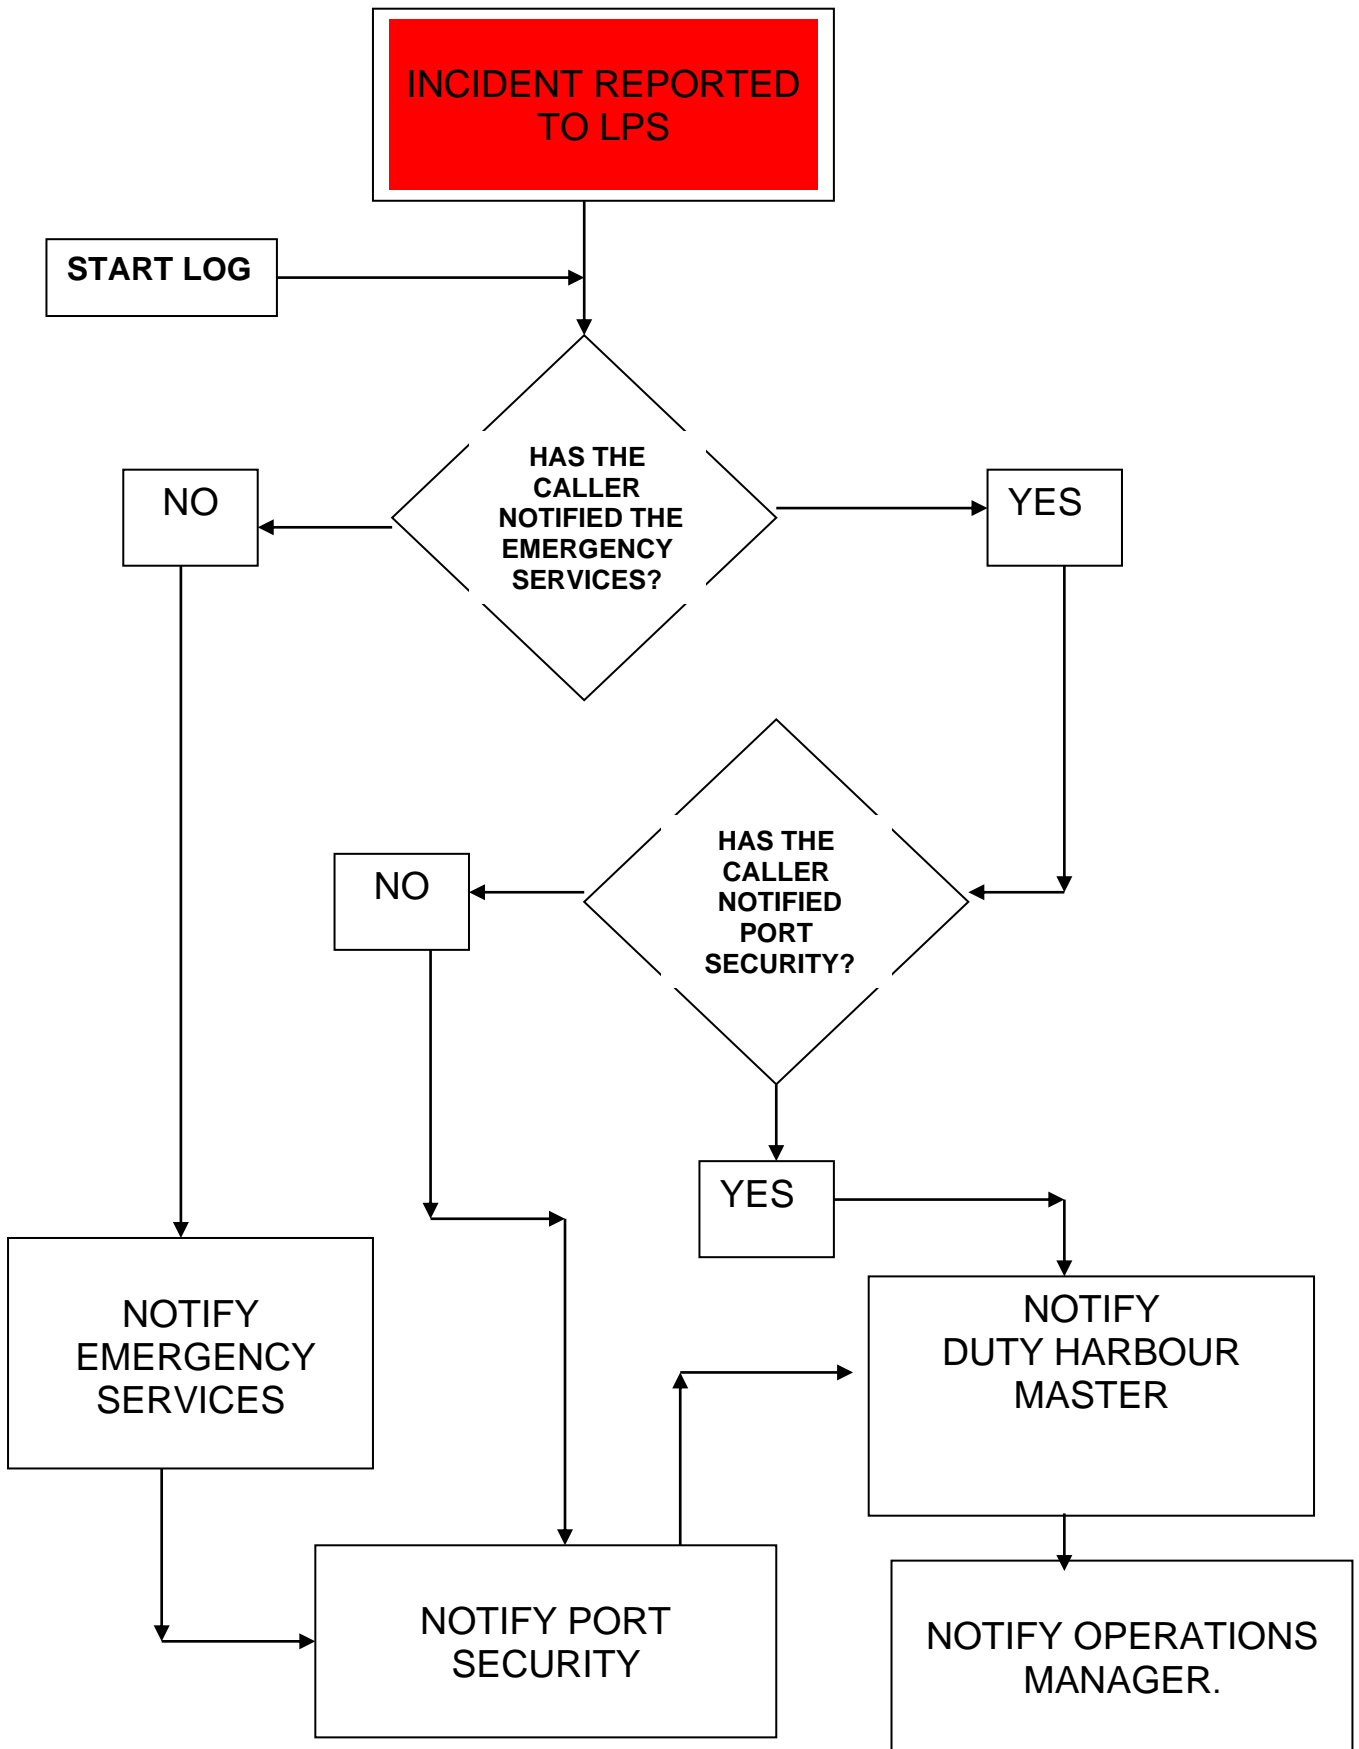 INCIDENT REPORTED
TO LPS
START LOG
HAS THE
CALLER
NOTIFIED THE
EMERGENCY
SERVICES?
NO
YES
HAS THE
CALLER
NOTIFIED
PORT
SECURITY?
NO
YES
NOTIFY
EMERGENCY
SERVICES
NOTIFY
DUTY HARBOUR
MASTER
NOTIFY PORT
SECURITY
NOTIFY OPERATIONS
MANAGER.